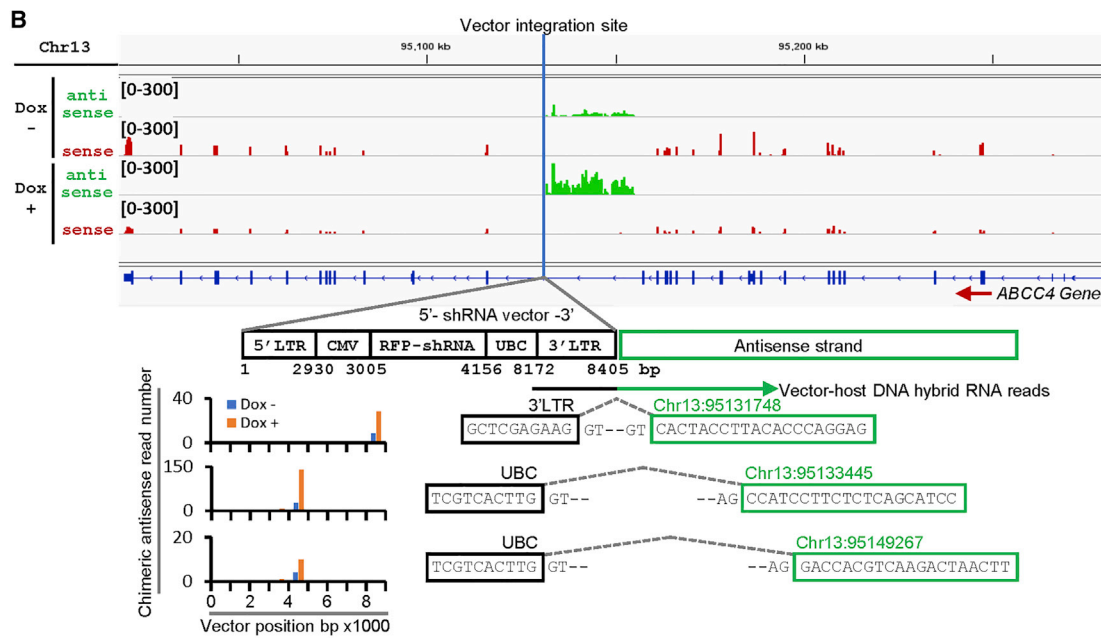 B
Vector integration site
Chr13
95,100 kb
95,200 kb
Dox
-
anti
sense
[0-300]
sense
[0-300]
Dox
+
anti
sense
[0-300]
sense
[0-300]
ABCC4 Gene
5'- shRNA vector -3'
5'LTR CMV RFP-shRNA UBC 3'LTR
Antisense strand
1 2930 3005 4156 8172 8405 bp
Vector-host DNA hybrid RNA reads
Chimeric antisense read number
40
0
Dox -
Dox +
3'LTR
Chr13:95131748
GCTCGAGAAG GT--GT CACTACCTTACACCCAGGAG
150
0
UBC
Chr13:95133445
TCGTCACTTG GT-- --AG CCATCCTTCTCTCAGCATCC
20
0
UBC
Chr13:95149267
TCGTCACTTG GT-- --AG GACCACGTCAAGACTAACTT
0 2 4 6 8
Vector position bp x1000